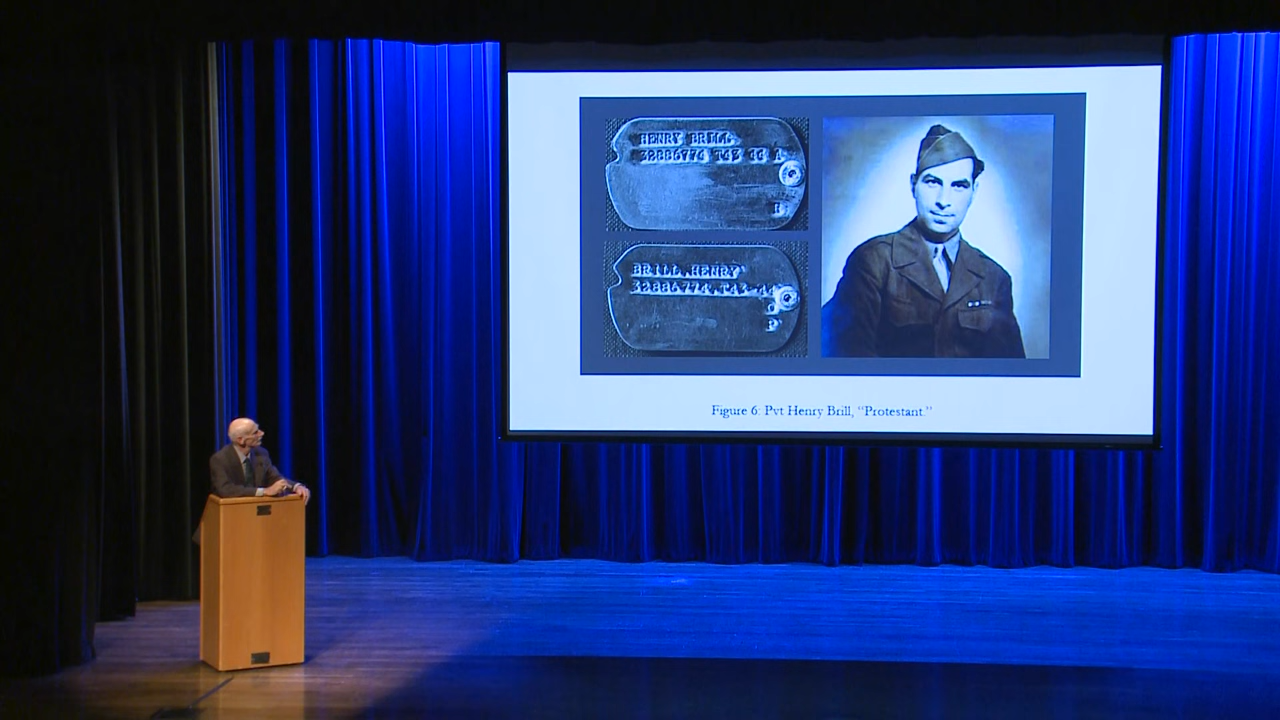 HENRY BRILL
32886774 T43 44 A
P
BRILL, HENRY
32886774 T43-44
P
Figure 6: Pvt Henry Brill, “Protestant.”